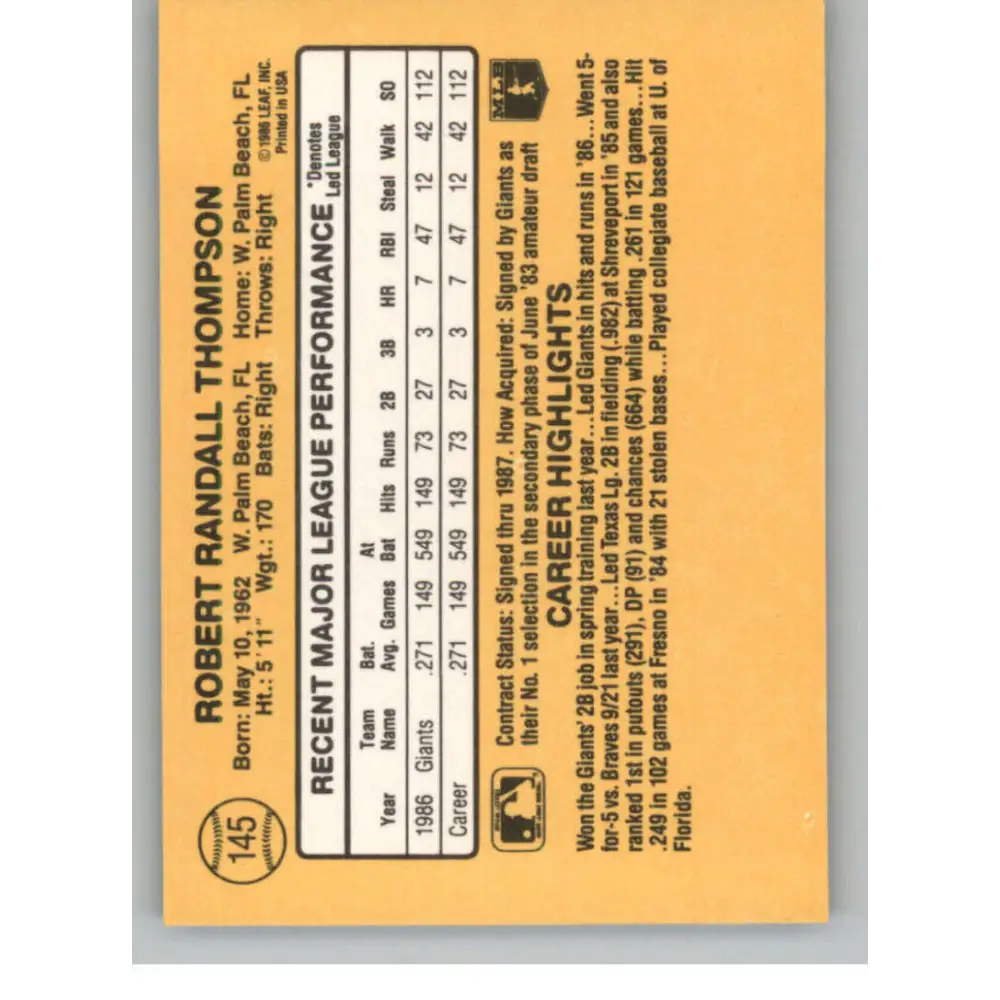 145
ROBERT RANDALL THOMPSON
Born: May 10, 1962 W. Palm Beach, FL Home: W. Palm Beach, FL
Ht.: 5' 11" Wgt.: 170 Bats: Right Throws: Right
©1986 LEAF, INC.
Printed in USA
RECENT MAJOR LEAGUE PERFORMANCE
*Denotes
Led League
Year Team Name Bat. Avg. Games At Bat Hits Runs 2B 3B HR RBI Steal Walk SO
1986 Giants .271 149 549 149 73 27 3 7 47 12 42 112
Career .271 149 549 149 73 27 3 7 47 12 42 112
Contract Status: Signed thru 1987. How Acquired: Signed by Giants as
their No. 1 selection in the secondary phase of June '83 amateur draft
MLB
CAREER HIGHLIGHTS
Won the Giants' 2B job in spring training last year...Led Giants in hits and runs in '86...Went 5-
for-5 vs. Braves 9/21 last year...Led Texas Lg. 2B in fielding (.982) at Shreveport in '85 and also
ranked 1st in putouts (291), DP (91) and chances (664) while batting .261 in 121 games...Hit
.249 in 102 games at Fresno in '84 with 21 stolen bases...Played collegiate baseball at U. of
Florida.